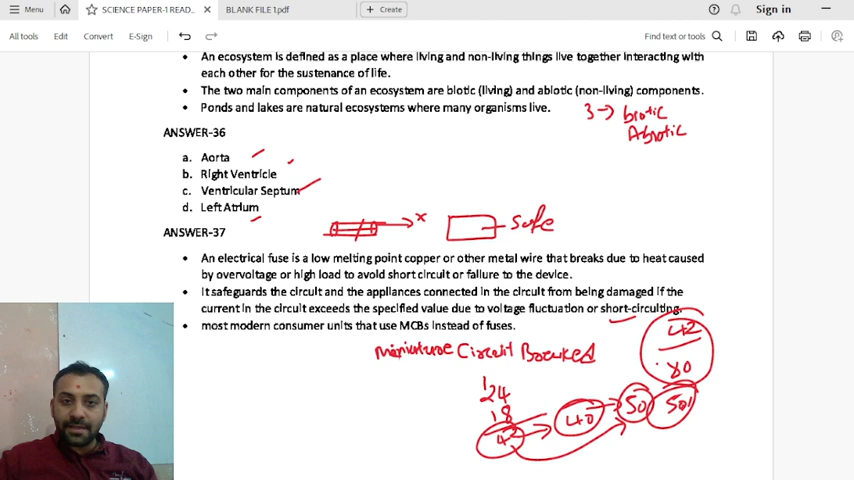 Menu
SCIENCE PAPER-1 READ...
BLANK FILE 1.pdf
Create
Sign in
All tools
Edit
Convert
E-Sign
Find text or tools
An ecosystem is defined as a place where living and non-living things live together interacting with
each other for the sustenance of life.
The two main components of an ecosystem are biotic (living) and abiotic (non-living) components.
Ponds and lakes are natural ecosystems where many organisms live.
3 → biotic
Abiotic
ANSWER-36
a. Aorta
b. Right Ventricle
c. Ventricular Septum
d. Left Atrium
x
Safe
ANSWER-37
An electrical fuse is a low melting point copper or other metal wire that breaks due to heat caused
by overvoltage or high load to avoid short circuit or failure to the device.
It safeguards the circuit and the appliances connected in the circuit from being damaged if the
current in the circuit exceeds the specified value due to voltage fluctuation or short-circuiting.
most modern consumer units that use MCBs instead of fuses.
42
80
Circuit
1
24
18
42
40
50
501